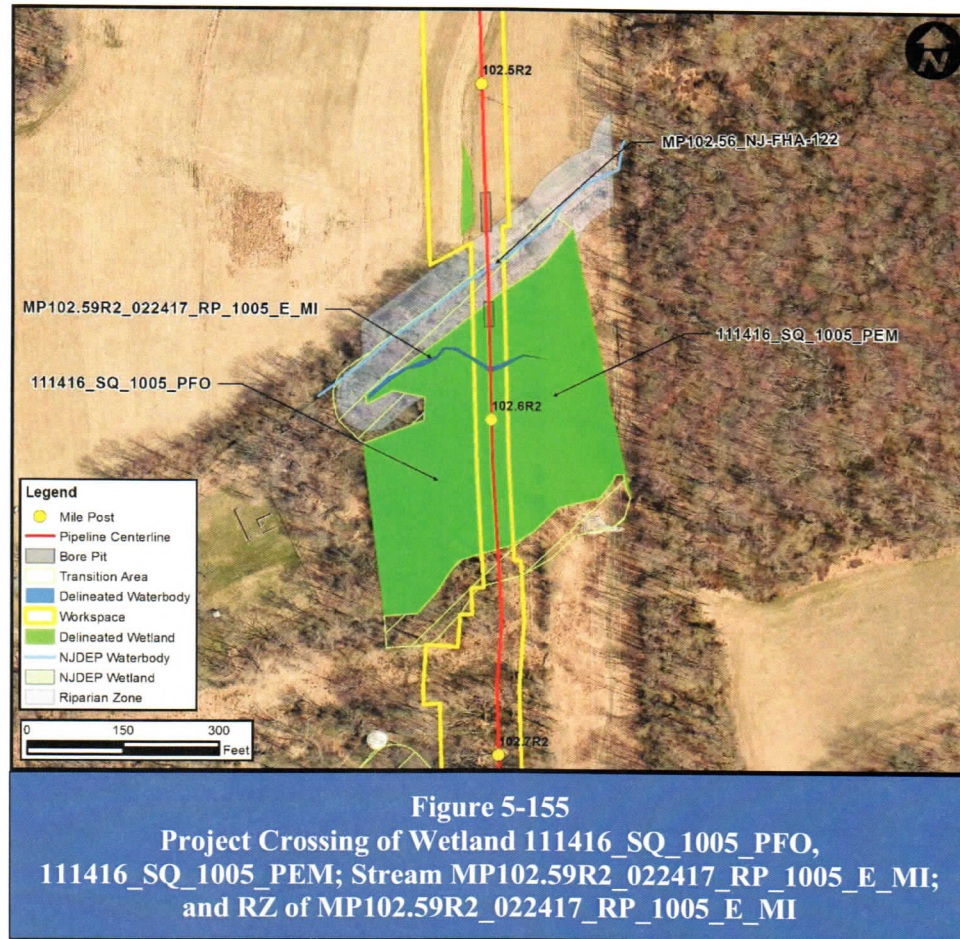 N
102.5R2
MP102.56_NJ-FHA-122
MP102.59R2_022417_RP_1005_E_MI
111416_SQ_1005_PEM
111416_SQ_1005_PFO
102.6R2
Legend
Mile Post
Pipeline Centerline
Bore Pit
Transition Area
Delineated Waterbody
Workspace
Delineated Wetland
NJDEP Waterbody
NJDEP Wetland
Riparian Zone
0 150 300
Feet
102.7R2
Figure 5-155
Project Crossing of Wetland 111416_SQ_1005_PFO,
111416_SQ_1005_PEM; Stream MP102.59R2_022417_RP_1005_E_MI;
and RZ of MP102.59R2_022417_RP_1005_E_MI